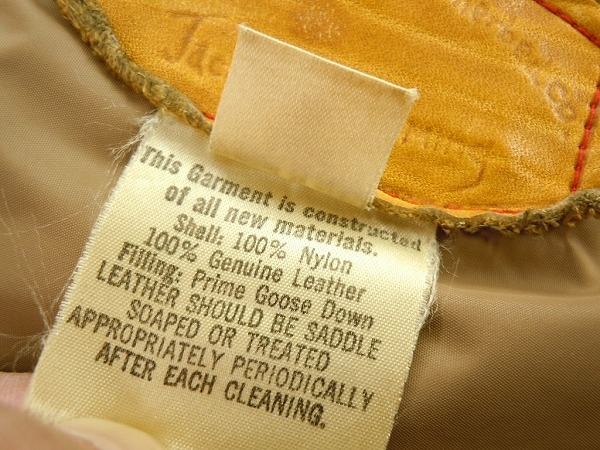 This Garment is constructed
of all new materials.
Shell: 100% Nylon
100% Genuine Leather
Filling: Prime Goose Down
LEATHER SHOULD BE SADDLE
SOAPED OR TREATED
APPROPRIATELY PERIODICALLY
AFTER EACH CLEANING.